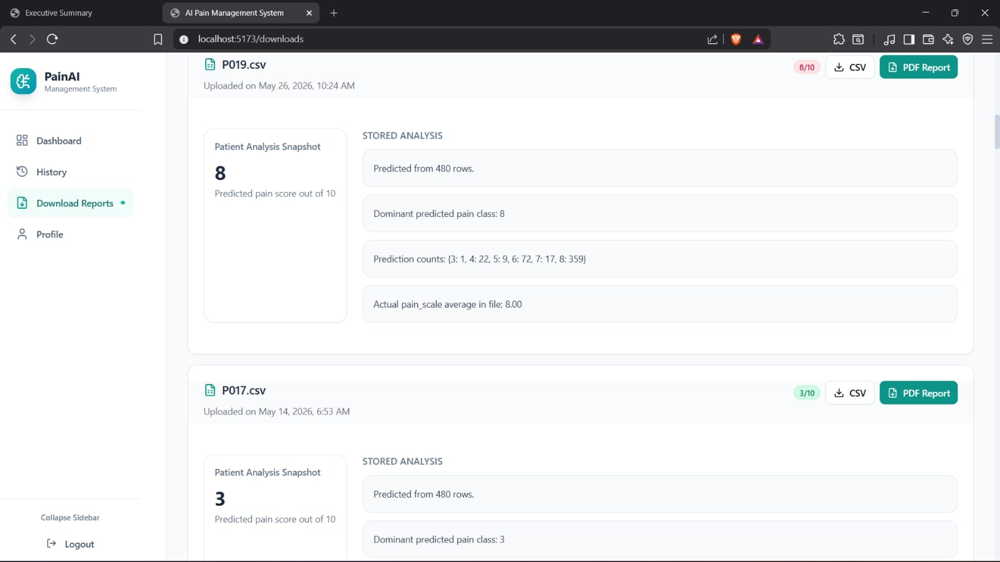 Executive Summary
AI Pain Management System
localhost:5173/downloads
PainAI
Management System
Dashboard
History
Download Reports
Profile
Collapse Sidebar
Logout
P019.csv
8/10
CSV
PDF Report
Uploaded on May 26, 2026, 10:24 AM
Patient Analysis Snapshot
8
Predicted pain score out of 10
STORED ANALYSIS
Predicted from 480 rows.
Dominant predicted pain class: 8
Prediction counts: {3: 1, 4: 22, 5: 9, 6: 72, 7: 17, 8: 359}
Actual pain_scale average in file: 8.00
P017.csv
3/10
CSV
PDF Report
Uploaded on May 14, 2026, 6:53 AM
Patient Analysis Snapshot
3
Predicted pain score out of 10
STORED ANALYSIS
Predicted from 480 rows.
Dominant predicted pain class: 3